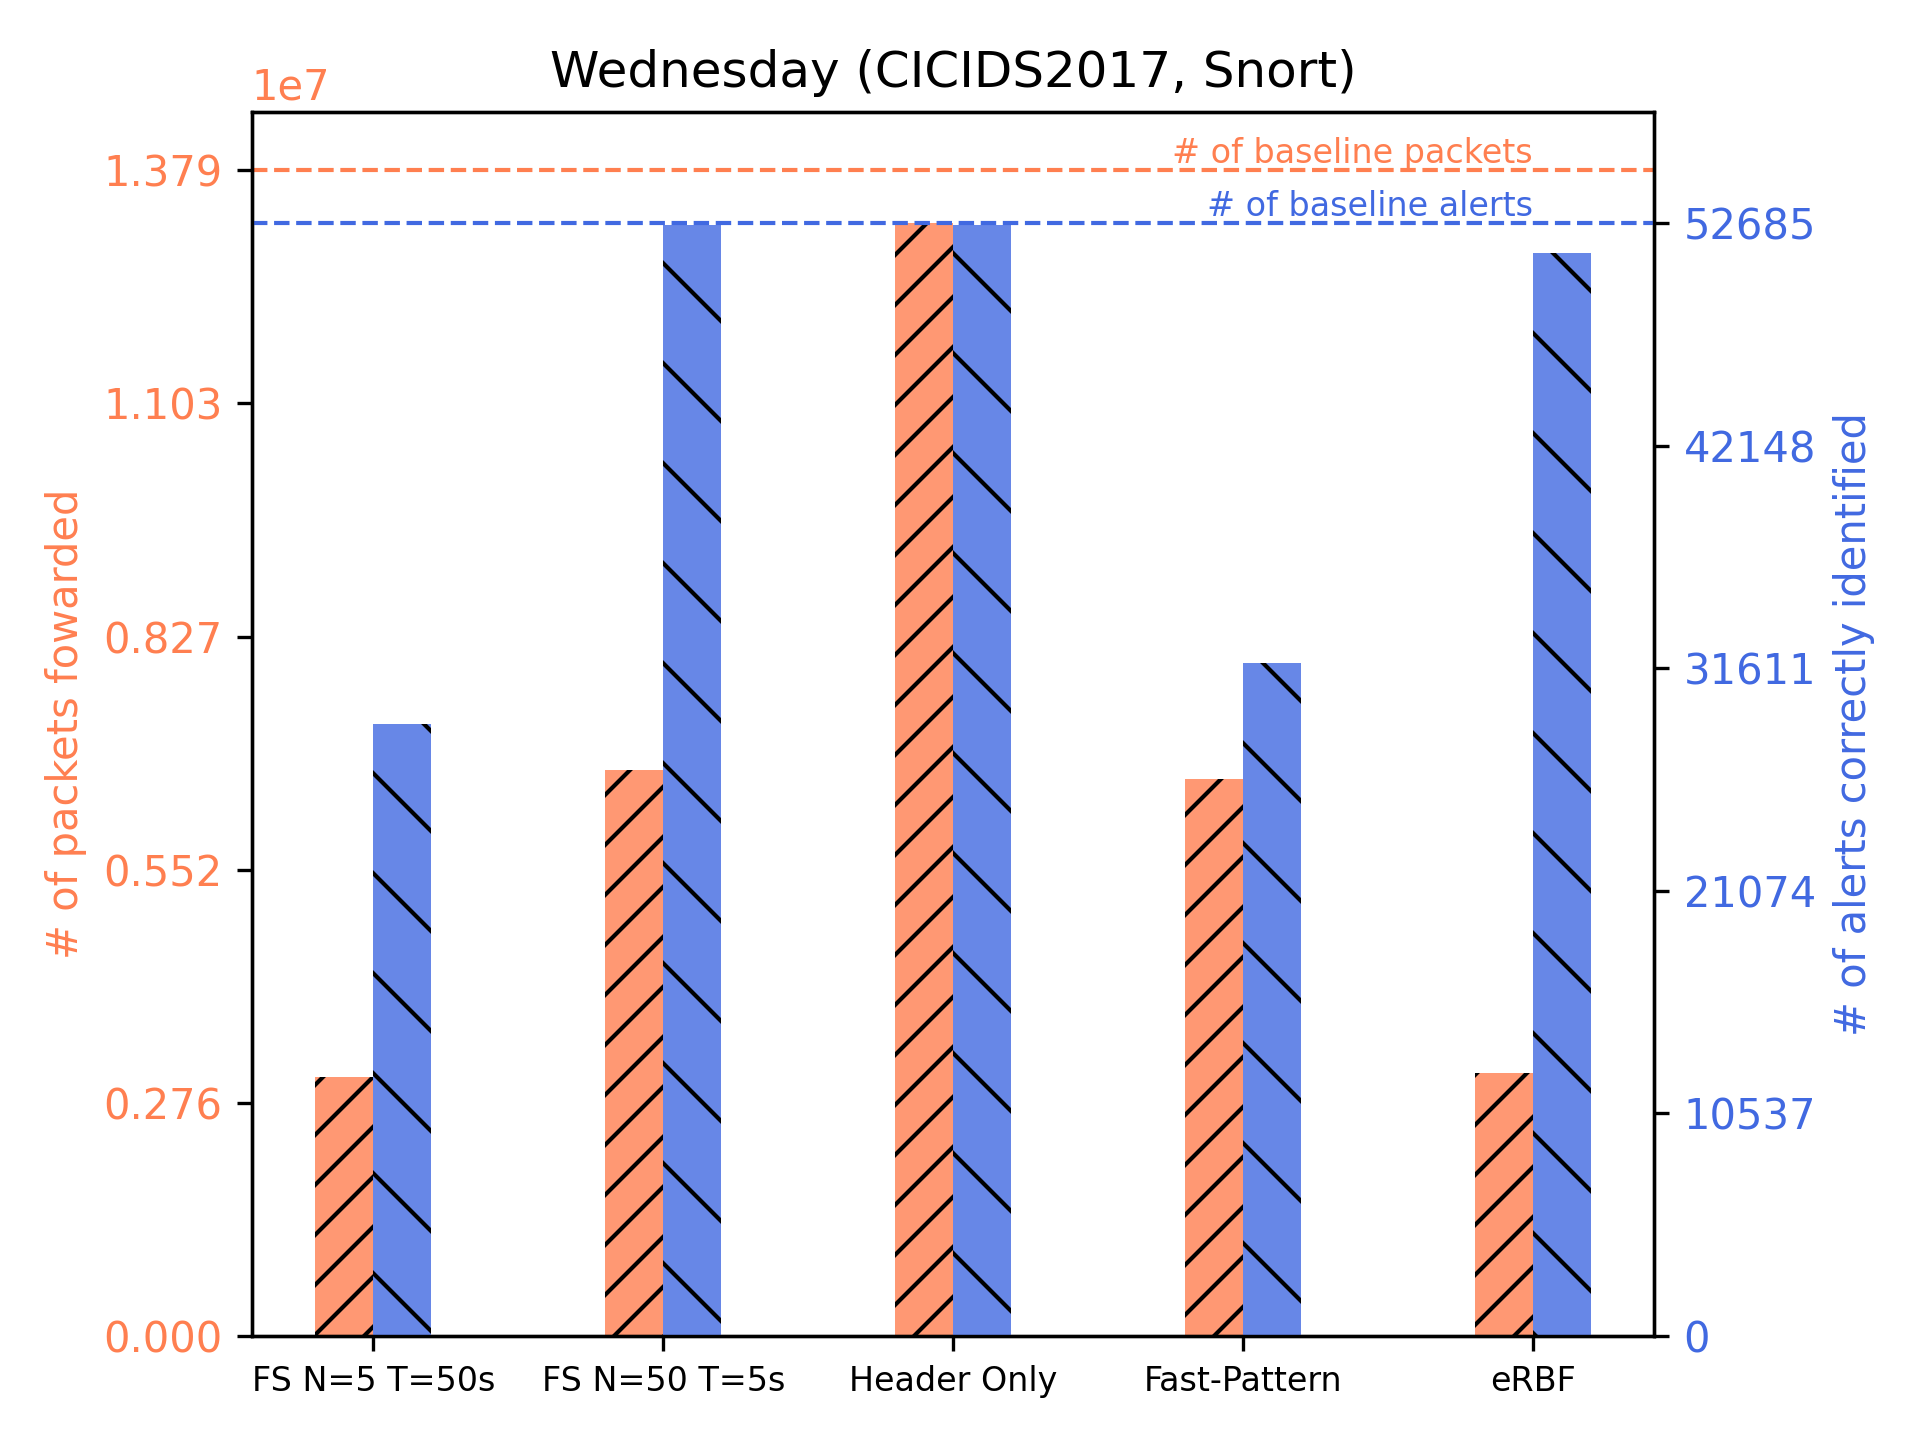 Wednesday (CICIDS2017, Snort)
1e7
# of baseline packets
# of baseline alerts
1.379
1.103
0.827
0.552
0.276
0.000
# of packets fowarded
52685
42148
31611
21074
10537
0
# of alerts correctly identified
FS N=5 T=50s
FS N=50 T=5s
Header Only
Fast-Pattern
eRBF